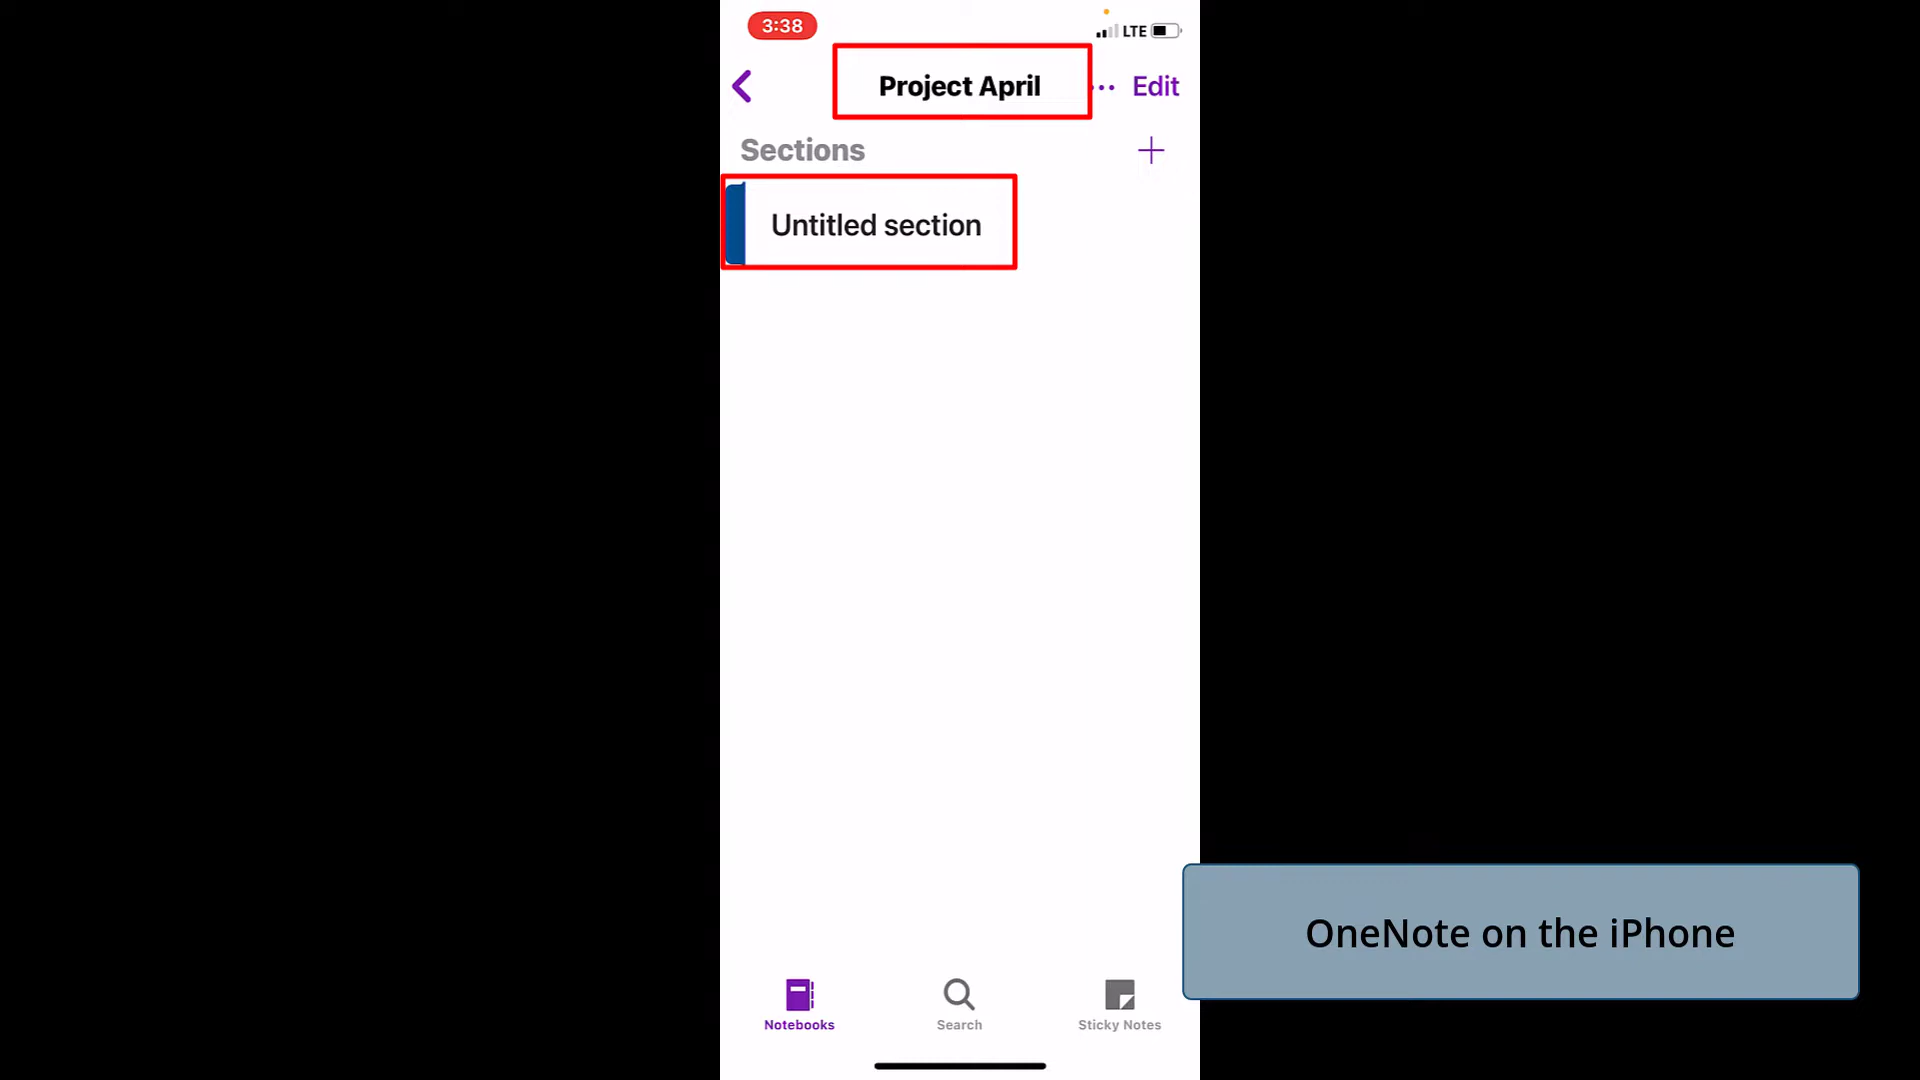 3:38
LTE
Project April
Edit
Sections
Untitled section
OneNote on the iPhone
Notebooks
Search
Sticky Notes